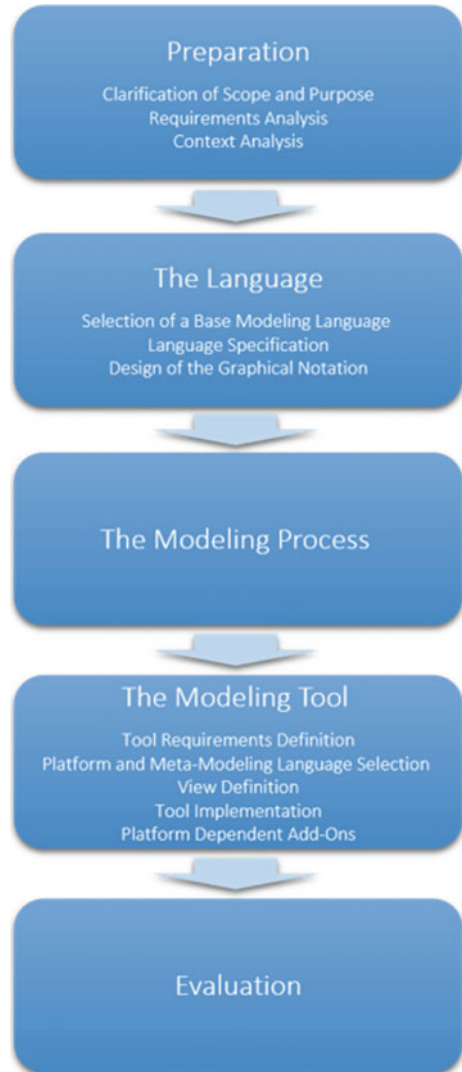 Preparation
Clarification of Scope and Purpose
Requirements Analysis
Context Analysis
The Language
Selection of a Base Modeling Language
Language Specification
Design of the Graphical Notation
The Modeling Process
The Modeling Tool
Tool Requirements Definition
Platform and Meta-Modeling Language Selection
View Definition
Tool Implementation
Platform Dependent Add-Ons
Evaluation